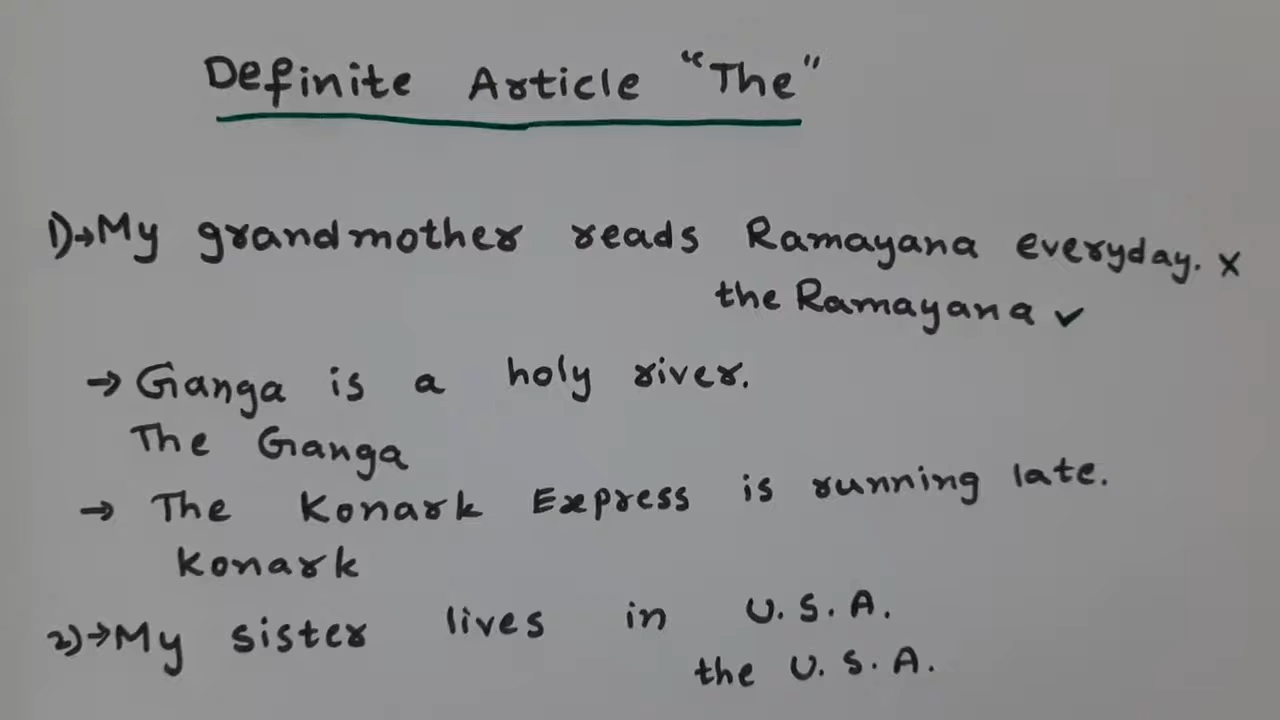 Definite Article "The"
1)→My grandmother reads Ramayana everyday. x
the Ramayana ✓
→ Ganga is a holy river.
The Ganga
→ The Konark Express is running late.
Konark
2)→My sister lives in U.S.A.
the U.S.A.